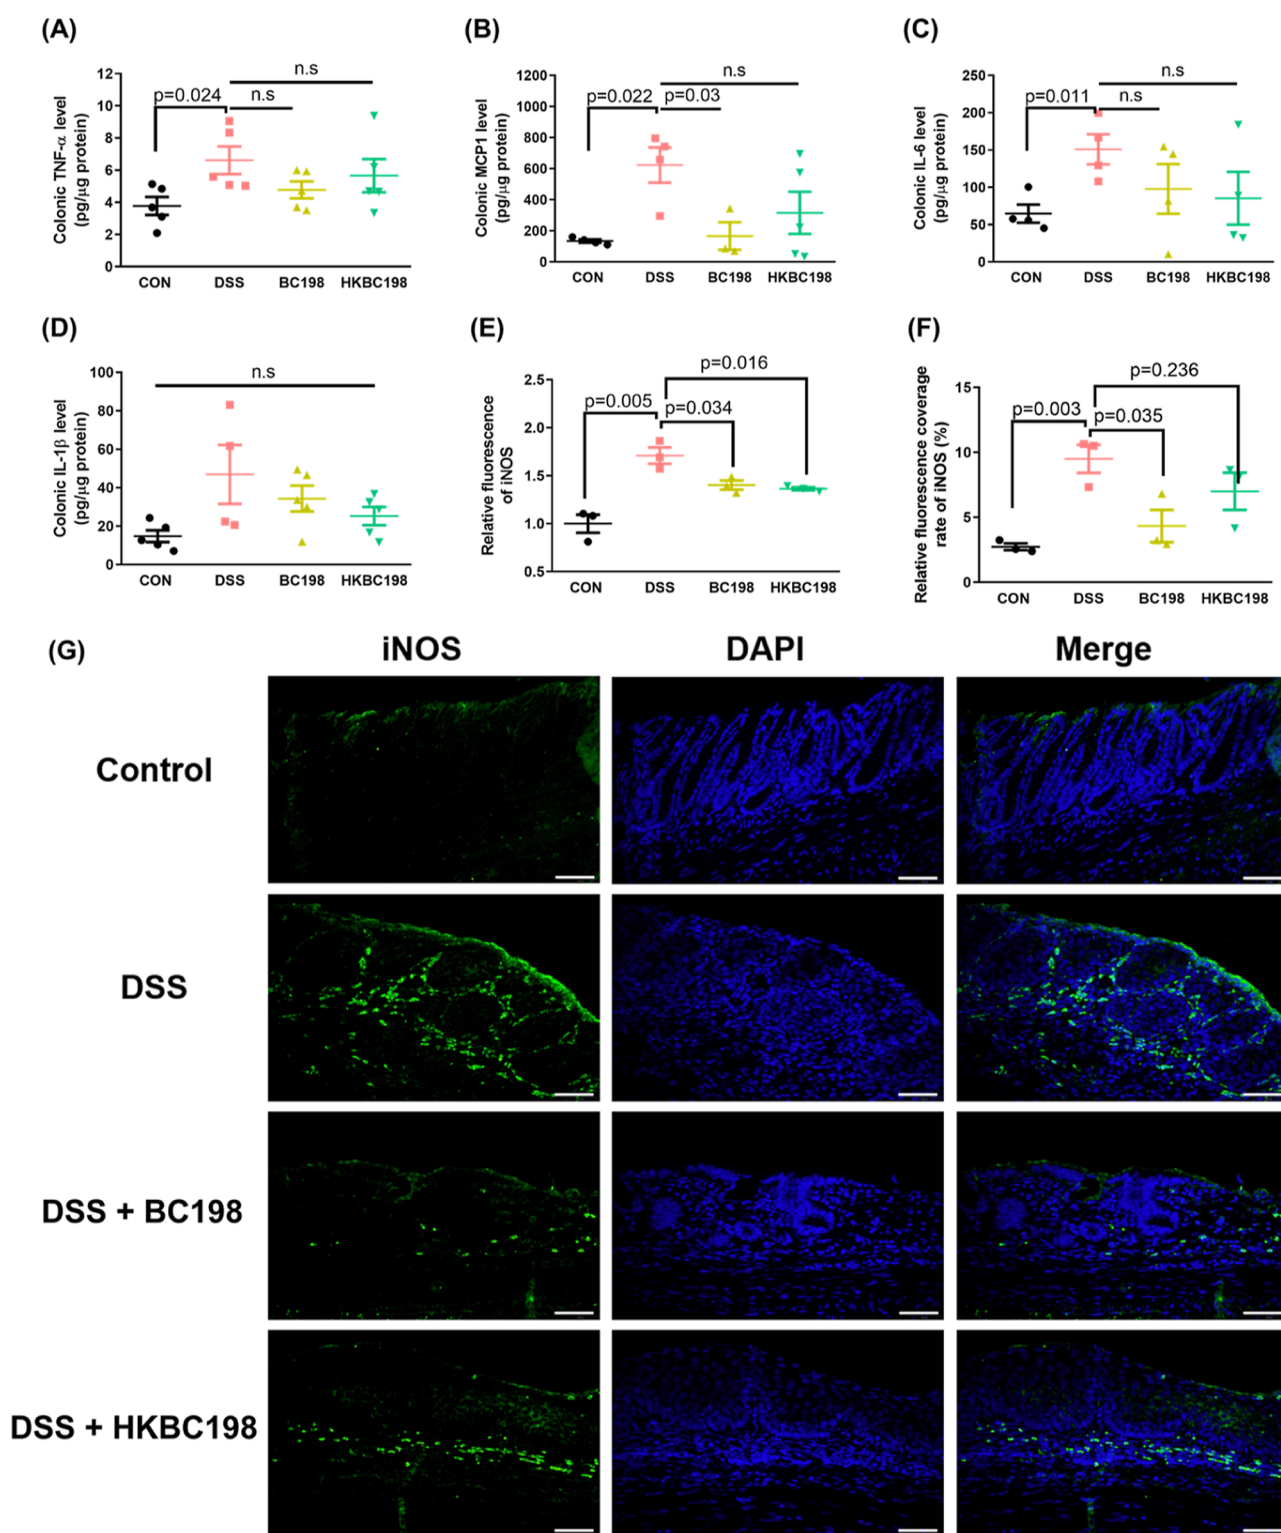 (A)
Colonic TNF-α level
(pg/µg protein)
12
10
8
6
4
2
0
p=0.024
n.s
n.s
CON DSS BC198 HKBC198
(B)
Colonic MCP1 level
(pg/µg protein)
1200
1000
800
600
400
200
0
n.s
p=0.022
p=0.03
CON DSS BC198 HKBC198
(C)
Colonic IL-6 level
(pg/µg protein)
250
200
150
100
50
0
n.s
p=0.011
n.s
CON DSS BC198 HKBC198
(D)
Colonic IL-1β level
(pg/µg protein)
100
80
60
40
20
0
n.s
CON DSS BC198 HKBC198
(E)
Relative fluorescence
of iNOS
2.5
2.0
1.5
1.0
0.5
p=0.016
p=0.005
p=0.034
CON DSS BC198 HKBC198
(F)
Relative fluorescence coverage
rate of iNOS (%)
15
10
5
0
p=0.236
p=0.003
p=0.035
CON DSS BC198 HKBC198
(G)
iNOS DAPI Merge
Control
DSS
DSS + BC198
DSS + HKBC198